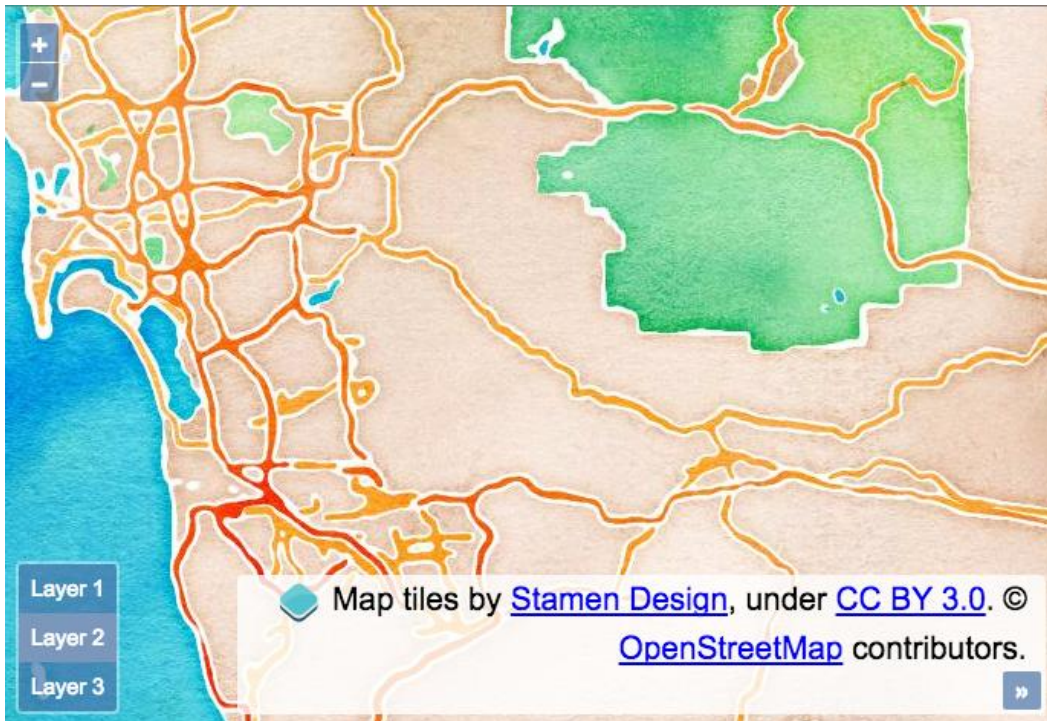 +
–
Layer 1
Layer 2
Layer 3
Map tiles by Stamen Design, under CC BY 3.0. ©
OpenStreetMap contributors.
»